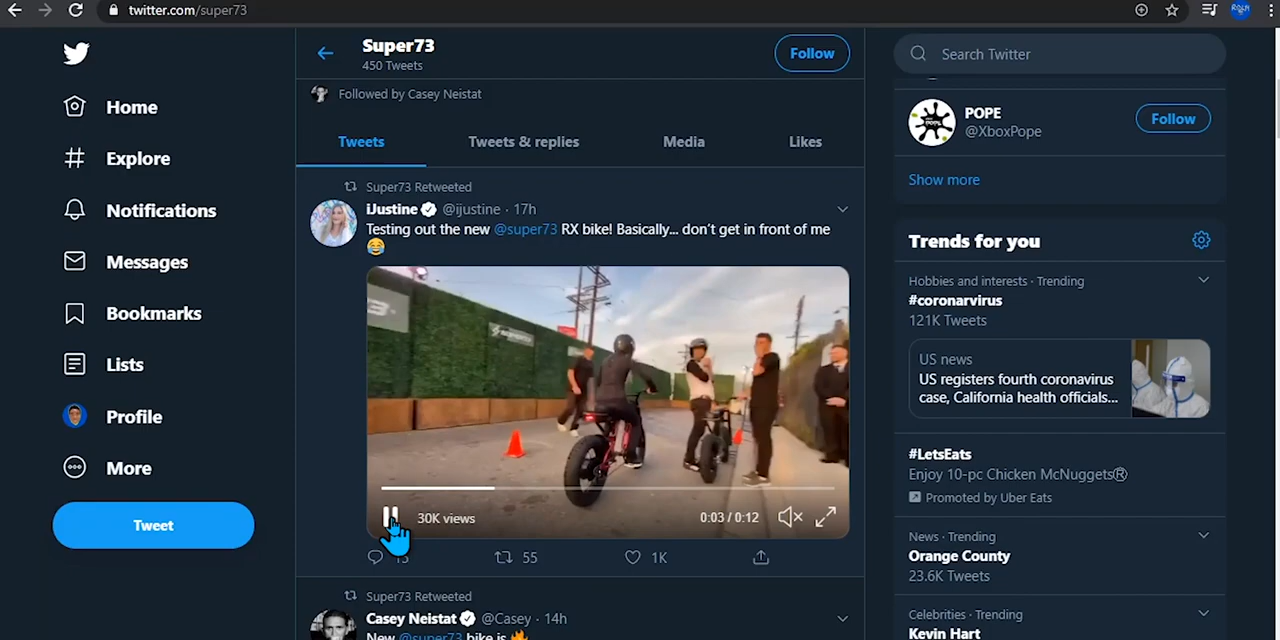 twitter.com/super73
Home
Explore
Notifications
Messages
Bookmarks
Lists
Profile
More
Tweet
Super73
450 Tweets
Follow
Followed by Casey Neistat
Tweets
Tweets & replies
Media
Likes
Super73 Retweeted
iJustine @ijustine · 17h
Testing out the new @super73 RX bike! Basically... don´t get in front of me
😂
30K views
0:03 / 0:12
55
1K
Super73 Retweeted
Casey Neistat @Casey · 14h
New @super73 bike is 🔥
Search Twitter
POPE
@XboxPope
Follow
Show more
Trends for you
Hobbies and interests · Trending
#coronarvirus
121K Tweets
US news
US registers fourth coronavirus
case, California health officials...
#LetsEats
Enjoy 10-pc Chicken McNuggets®
Promoted by Uber Eats
News · Trending
Orange County
23.6K Tweets
Celebrities · Trending
Kevin Hart